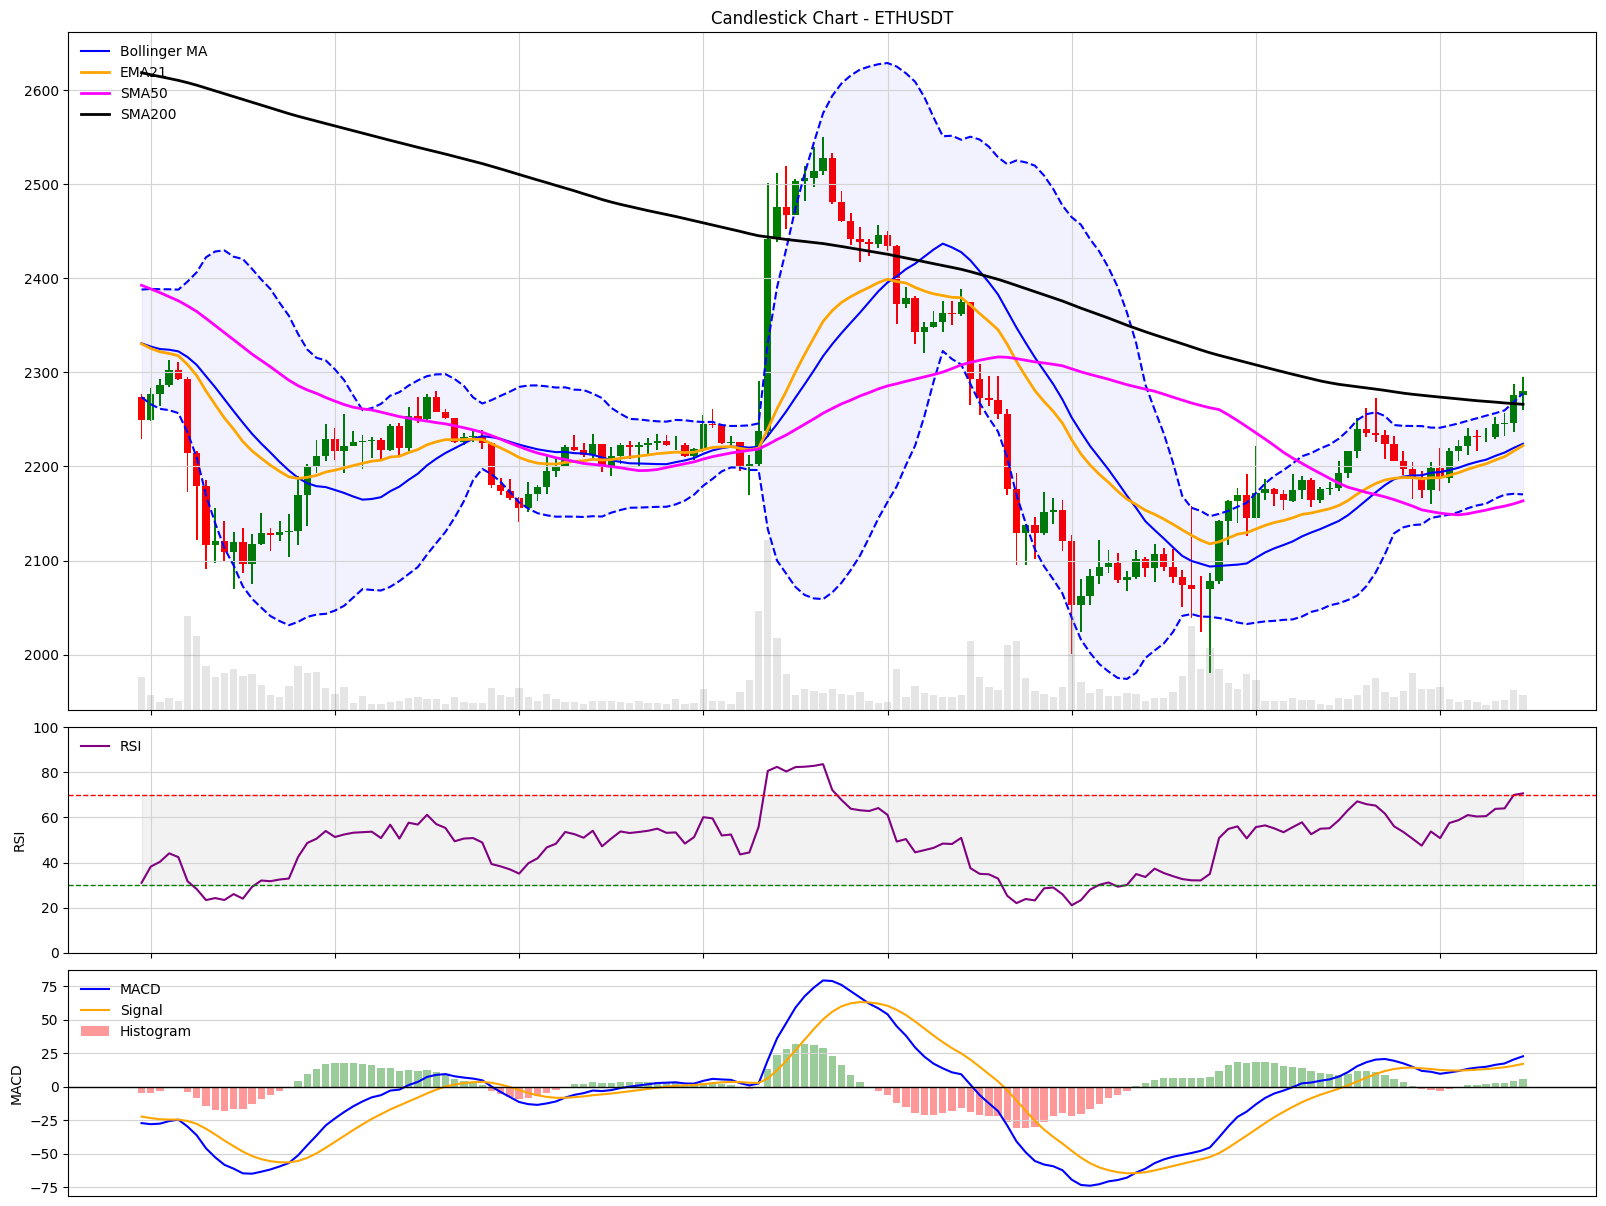 Candlestick Chart - ETHUSDT
Bollinger MA
EMA21
SMA50
SMA200
2600
2500
2400
2300
2200
2100
2000
RSI
100
80
60
40
20
0
RSI
MACD
Signal
Histogram
75
50
25
0
−25
−50
−75
MACD